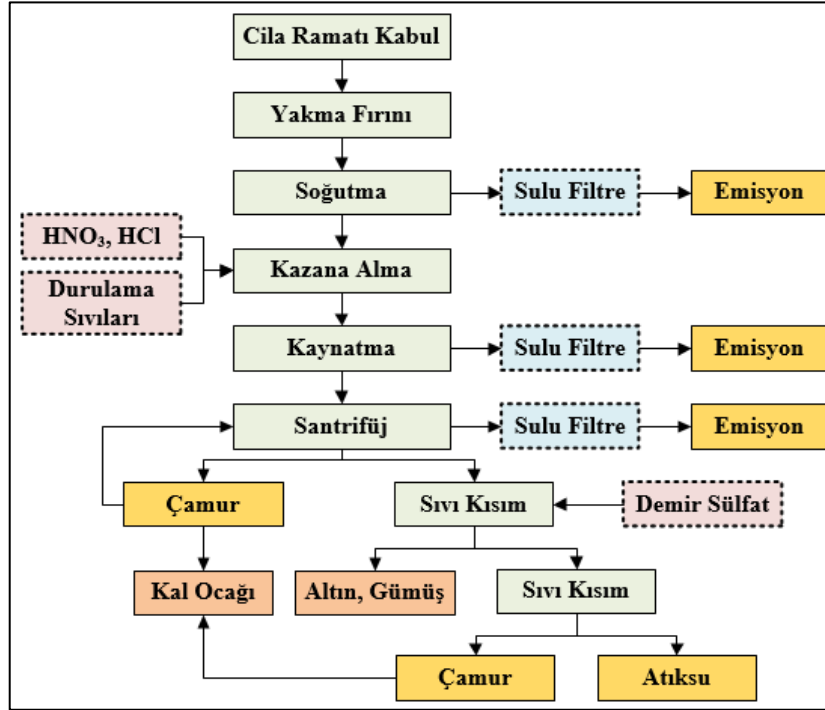 Cila Ramatı Kabul
Yakma Fırını
Soğutma
Sulu Filtre
Emisyon
HNO₃, HCl
Durulama
Sıvıları
Kazana Alma
Kaynatma
Sulu Filtre
Emisyon
Santrifüj
Sulu Filtre
Emisyon
Çamur
Sıvı Kısım
Demir Sülfat
Kal Ocağı
Altın, Gümüş
Sıvı Kısım
Çamur
Atıksu